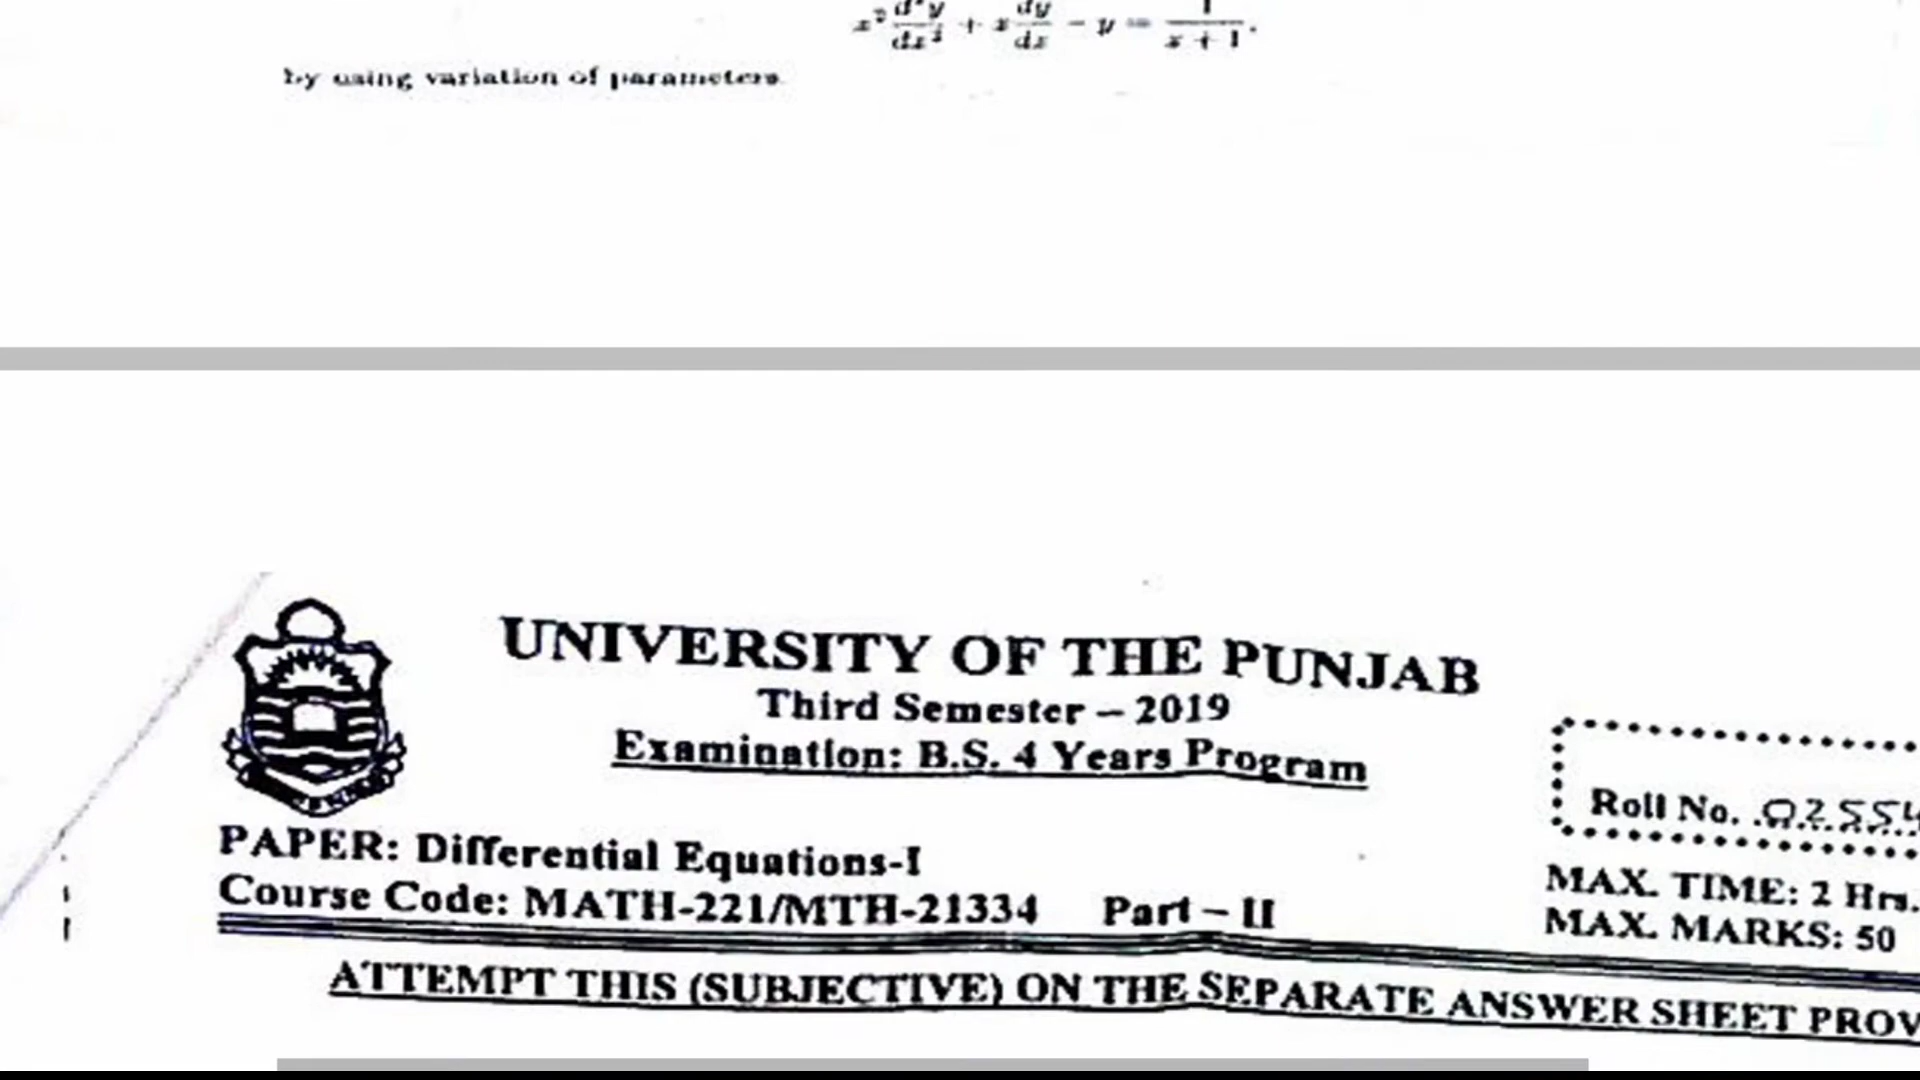 x² d²y/dx² + x dy/dx − y = 1/(x + 1).
by using variation of parameters.
UNIVERSITY OF THE PUNJAB
Third Semester – 2019
Examination: B.S. 4 Years Program
Roll No. 02554
PAPER: Differential Equations-I
Course Code: MATH-221/MTH-21334 Part – II
MAX. TIME: 2 Hrs.
MAX. MARKS: 50
ATTEMPT THIS (SUBJECTIVE) ON THE SEPARATE ANSWER SHEET PROV